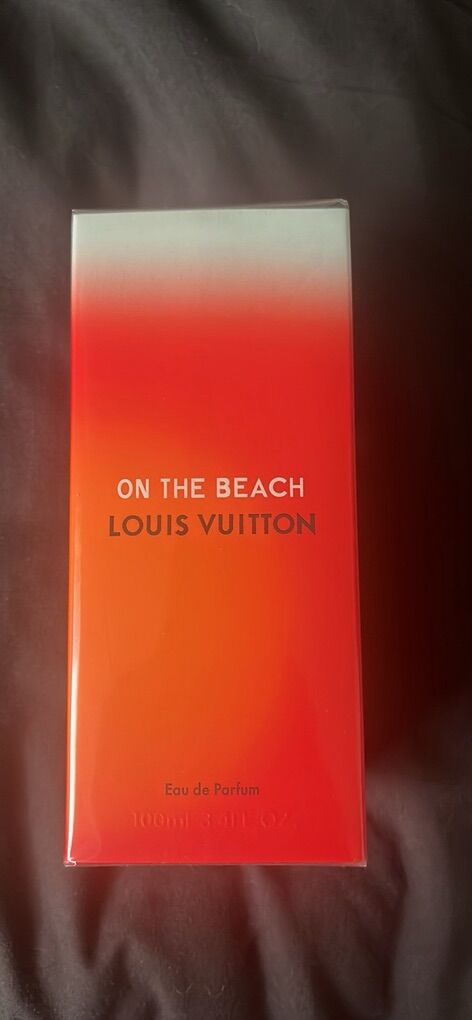 ON THE BEACH
LOUIS VUITTON
Eau de Parfum
100ml 3.4Fl.OZ.